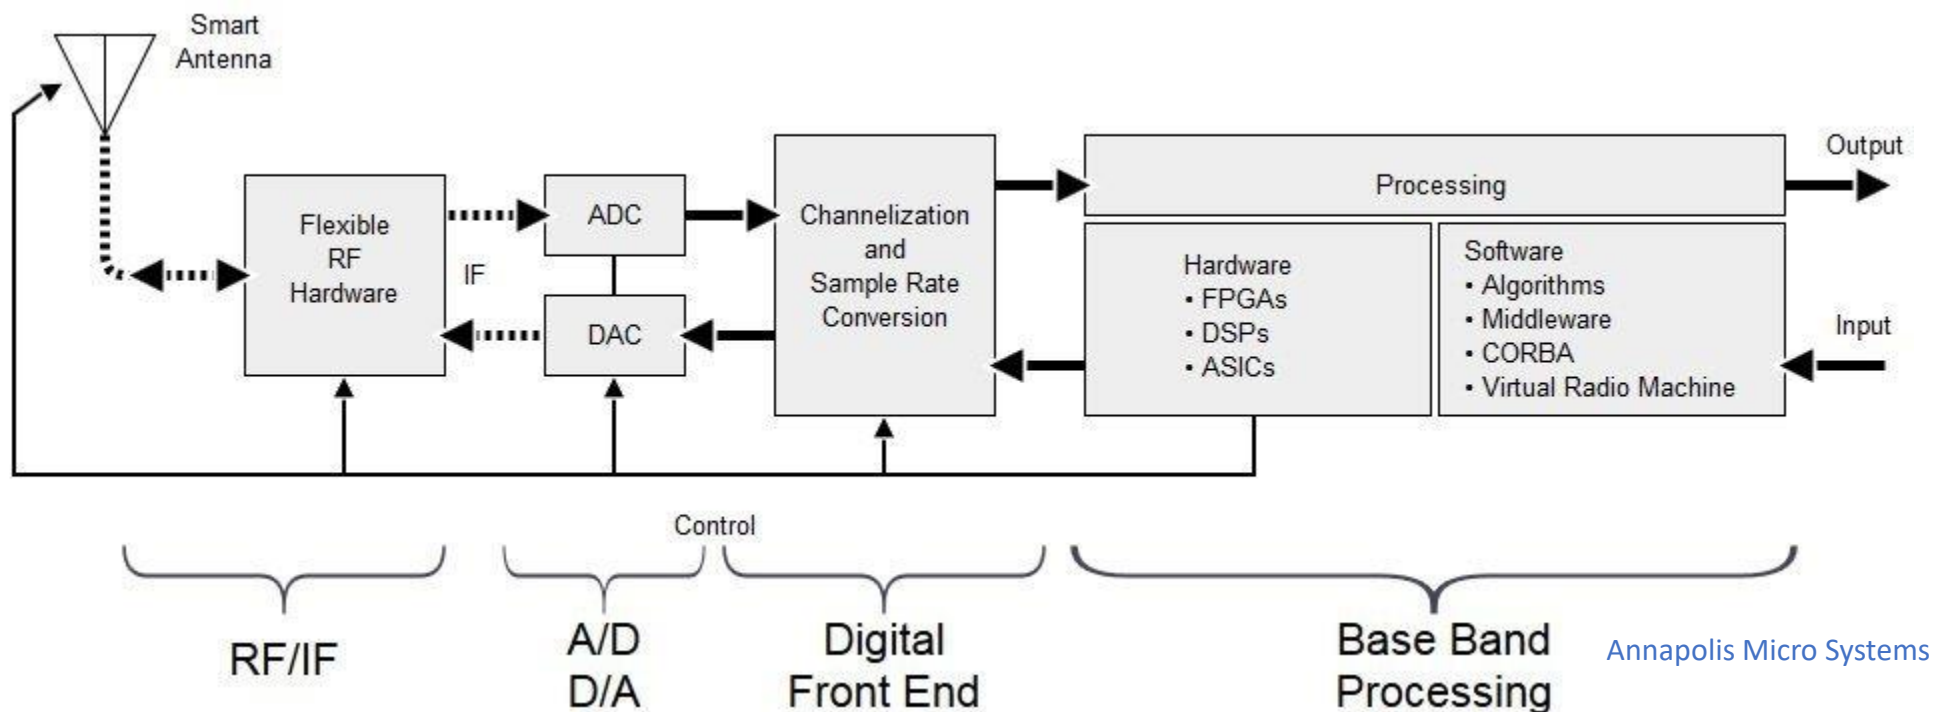 Smart
Antenna
Flexible
RF
Hardware
IF
ADC
DAC
Channelization
and
Sample Rate
Conversion
Processing
Hardware
• FPGAs
• DSPs
• ASICs
Software
• Algorithms
• Middleware
• CORBA
• Virtual Radio Machine
Output
Input
Control
RF/IF
A/D
D/A
Digital
Front End
Base Band
Processing
Annapolis Micro Systems